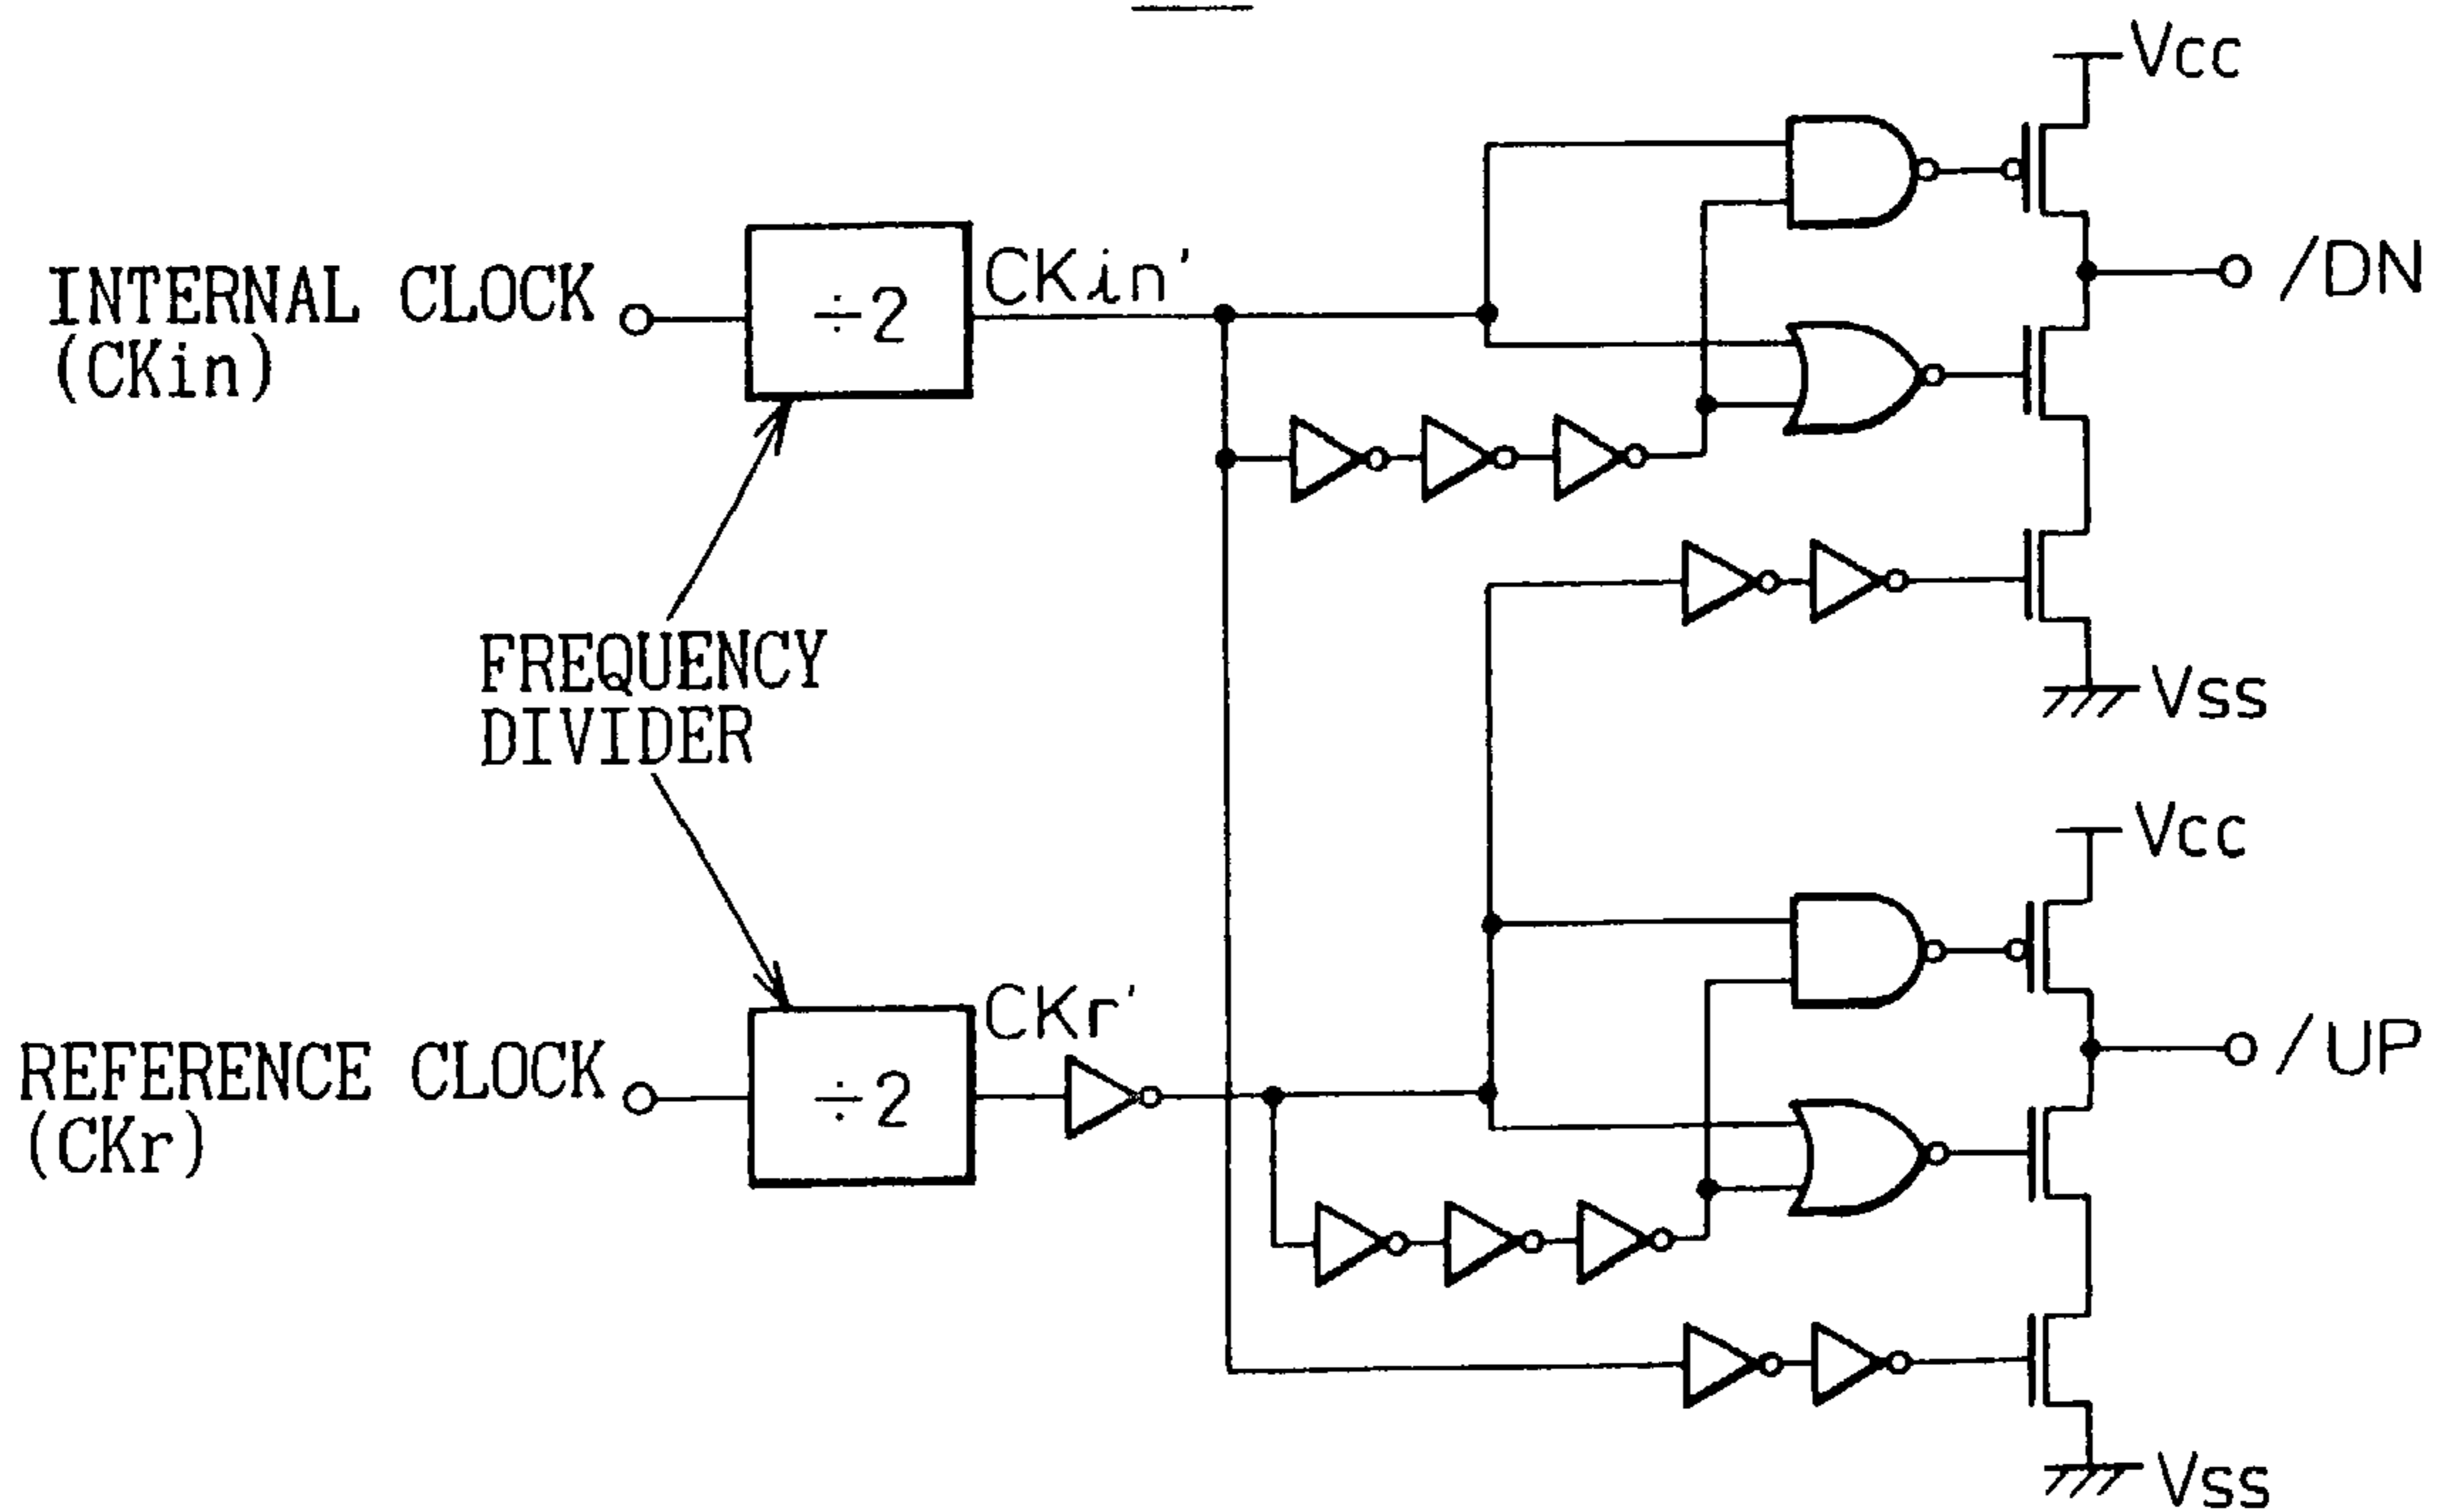 Vcc
INTERNAL CLOCK
(CKin)
÷2
CKin'
/DN
FREQUENCY
DIVIDER
Vss
Vcc
REFERENCE CLOCK
(CKr)
÷2
CKr'
/UP
Vss